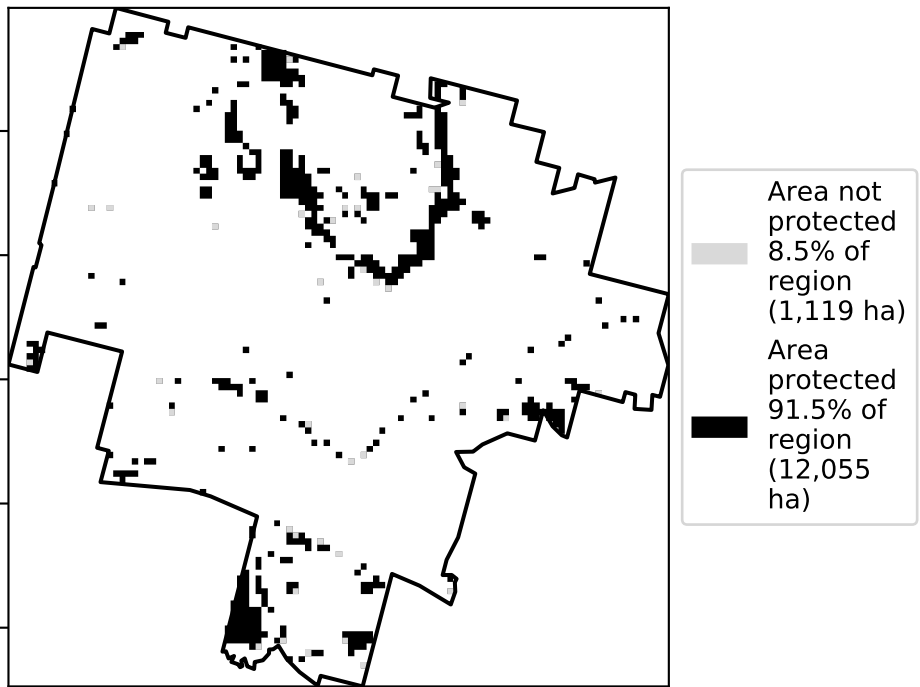 Area not
protected
8.5% of
region
(1,119 ha)
Area
protected
91.5% of
region
(12,055
ha)